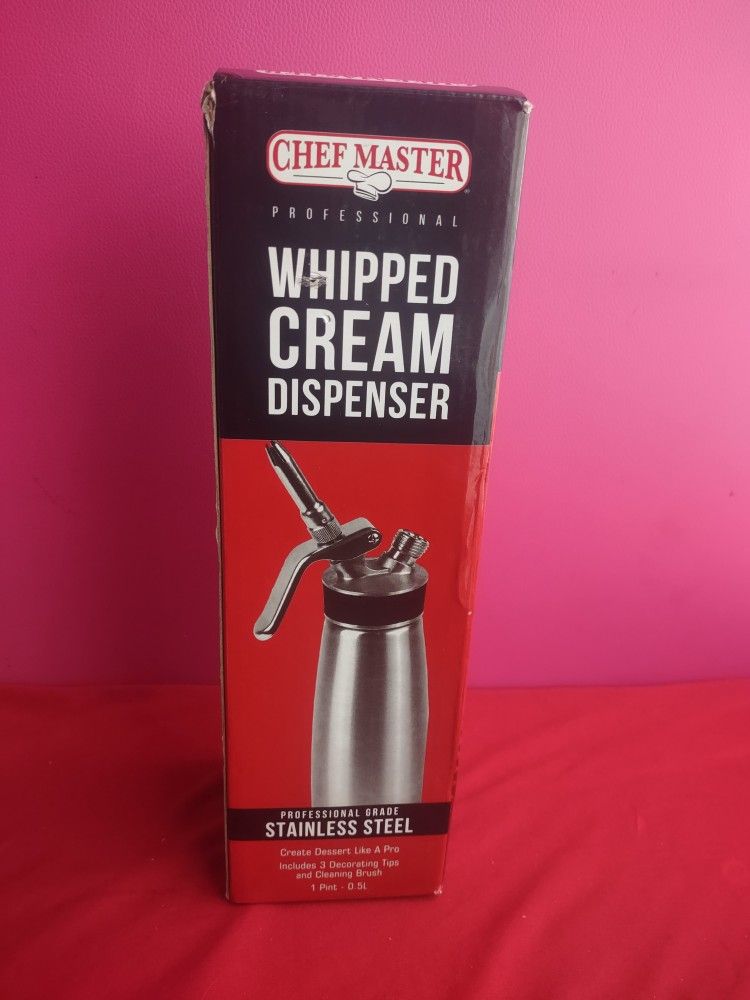 CHEF MASTER
®
PROFESSIONAL
WHIPPED
CREAM
DISPENSER
PROFESSIONAL GRADE
STAINLESS STEEL
Create Dessert Like A Pro
Includes 3 Decorating Tips
and Cleaning Brush
1 Pint - 0.5L